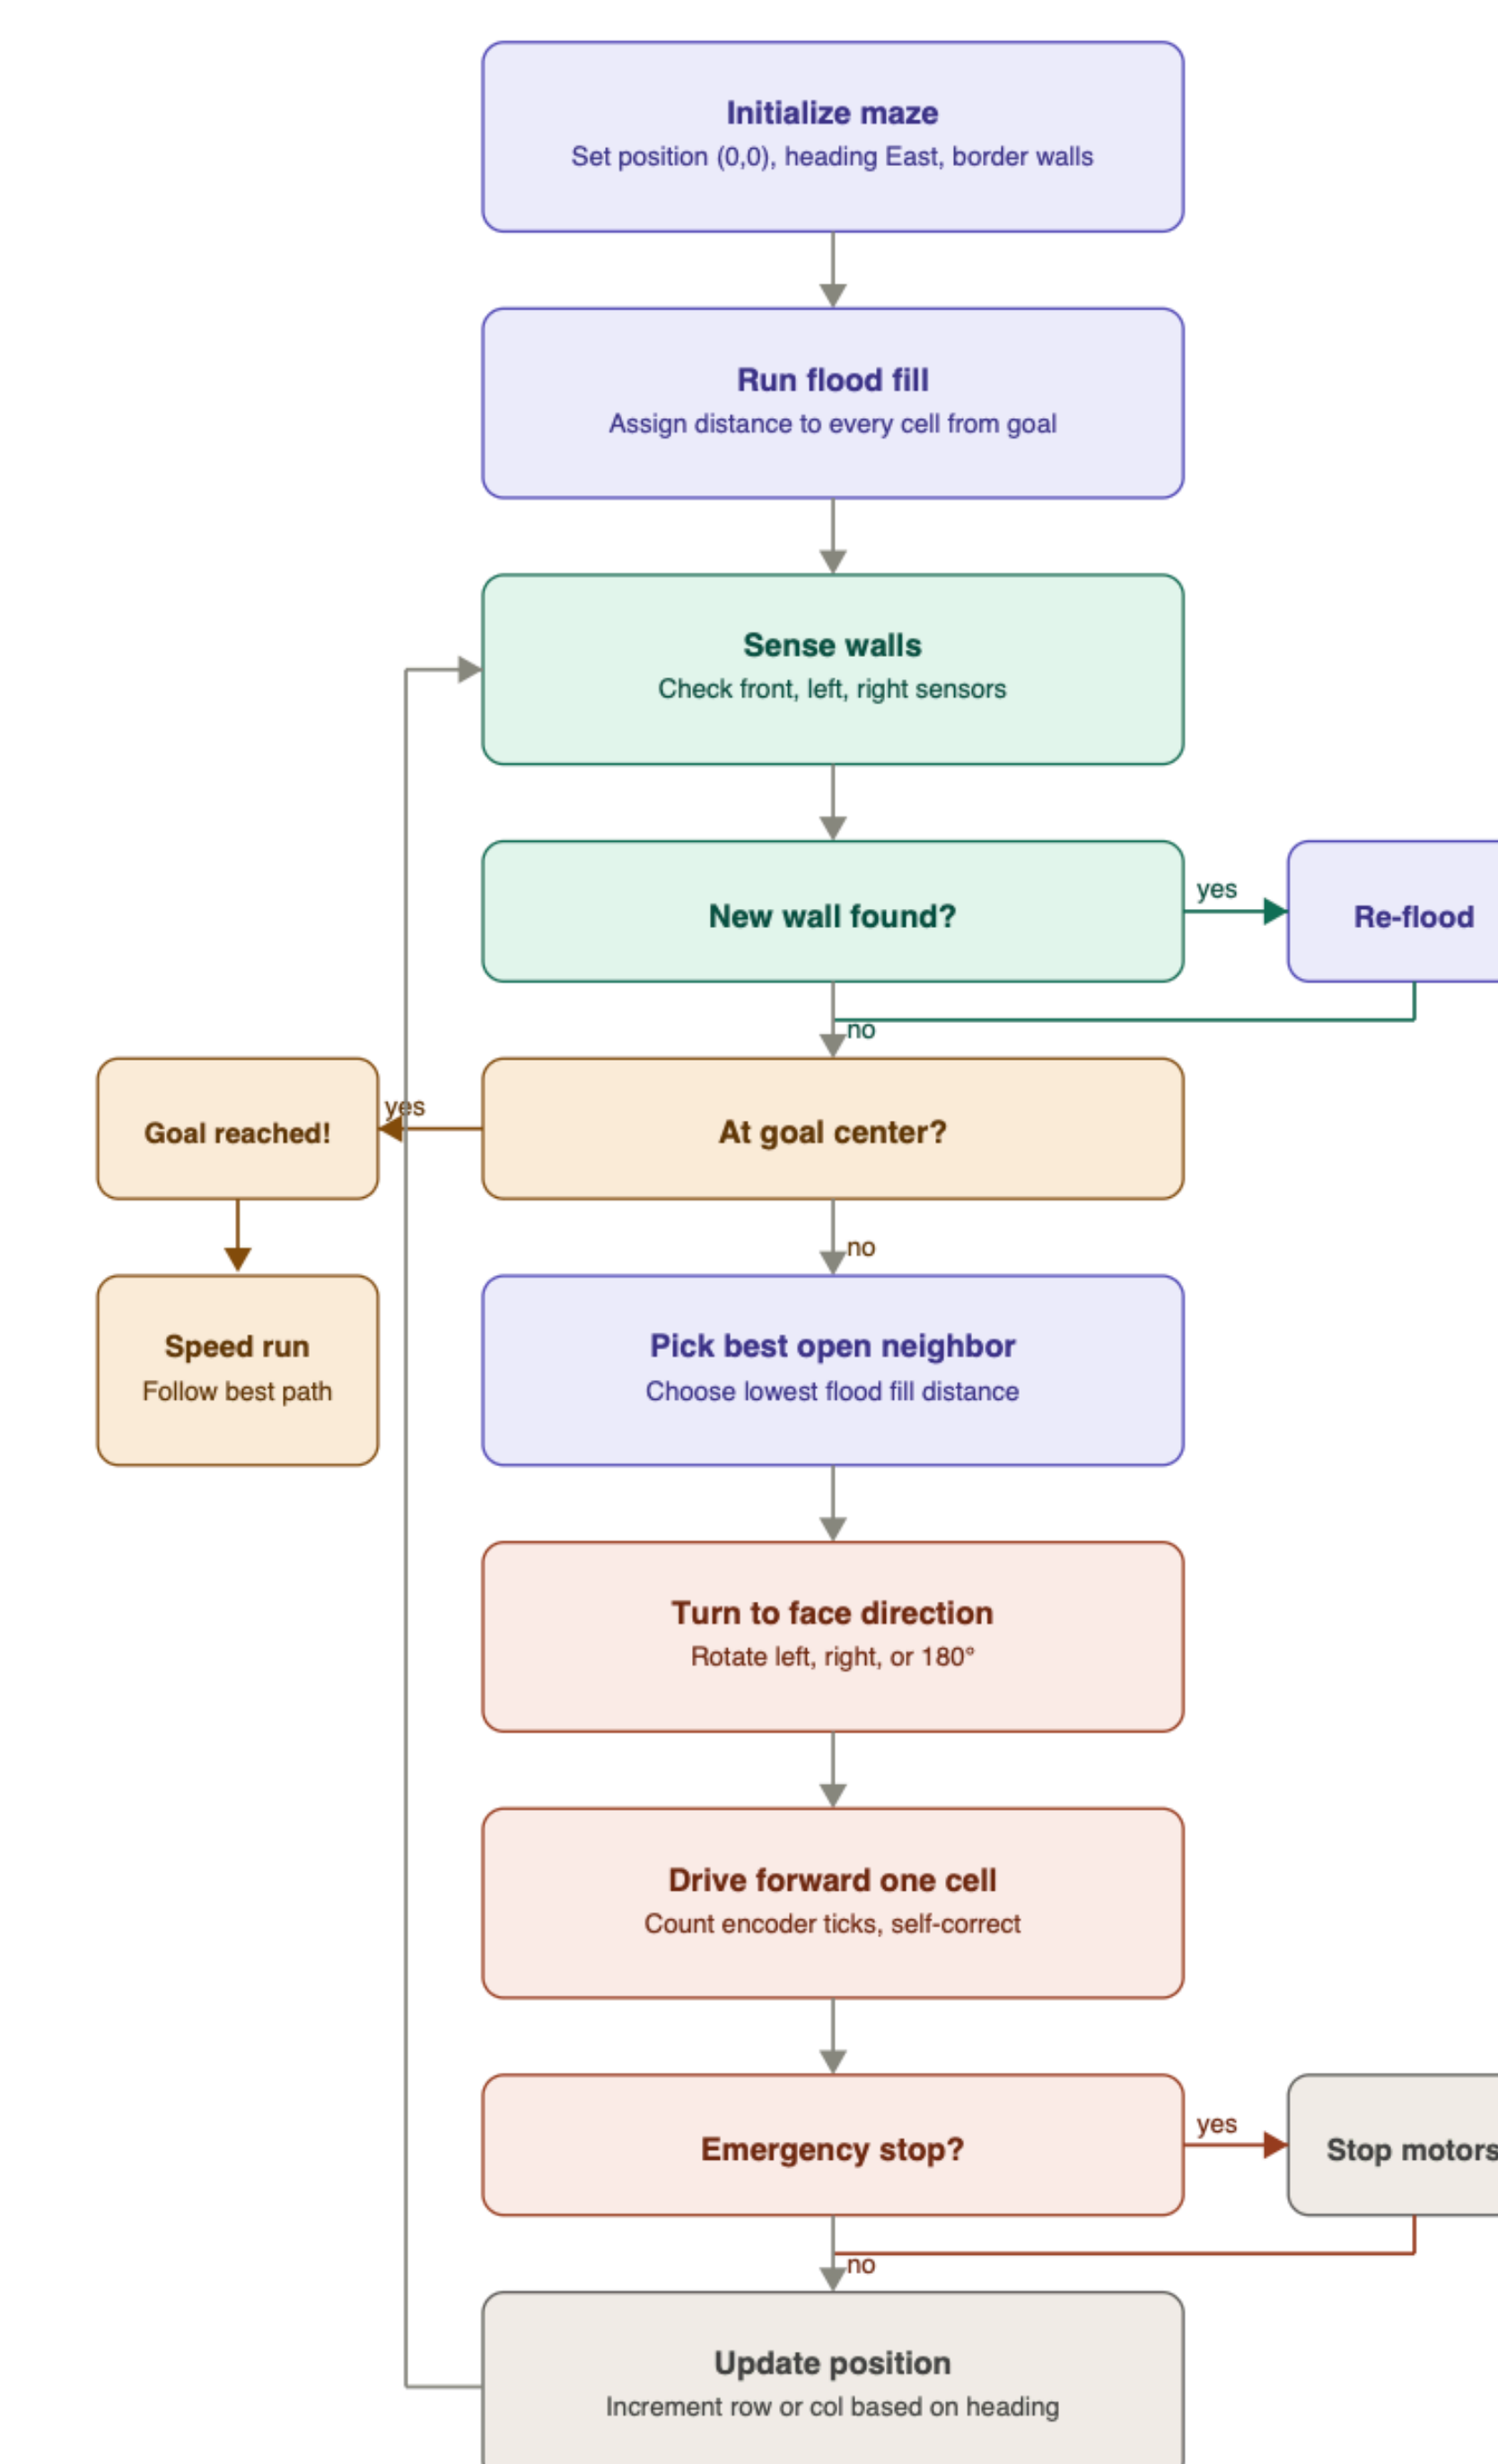 Initialize maze
Set position (0,0), heading East, border walls
Run flood fill
Assign distance to every cell from goal
Sense walls
Check front, left, right sensors
New wall found?
yes
Re-flood
no
Goal reached!
yes
At goal center?
no
Speed run
Follow best path
Pick best open neighbor
Choose lowest flood fill distance
Turn to face direction
Rotate left, right, or 180°
Drive forward one cell
Count encoder ticks, self-correct
Emergency stop?
yes
Stop motors
no
Update position
Increment row or col based on heading